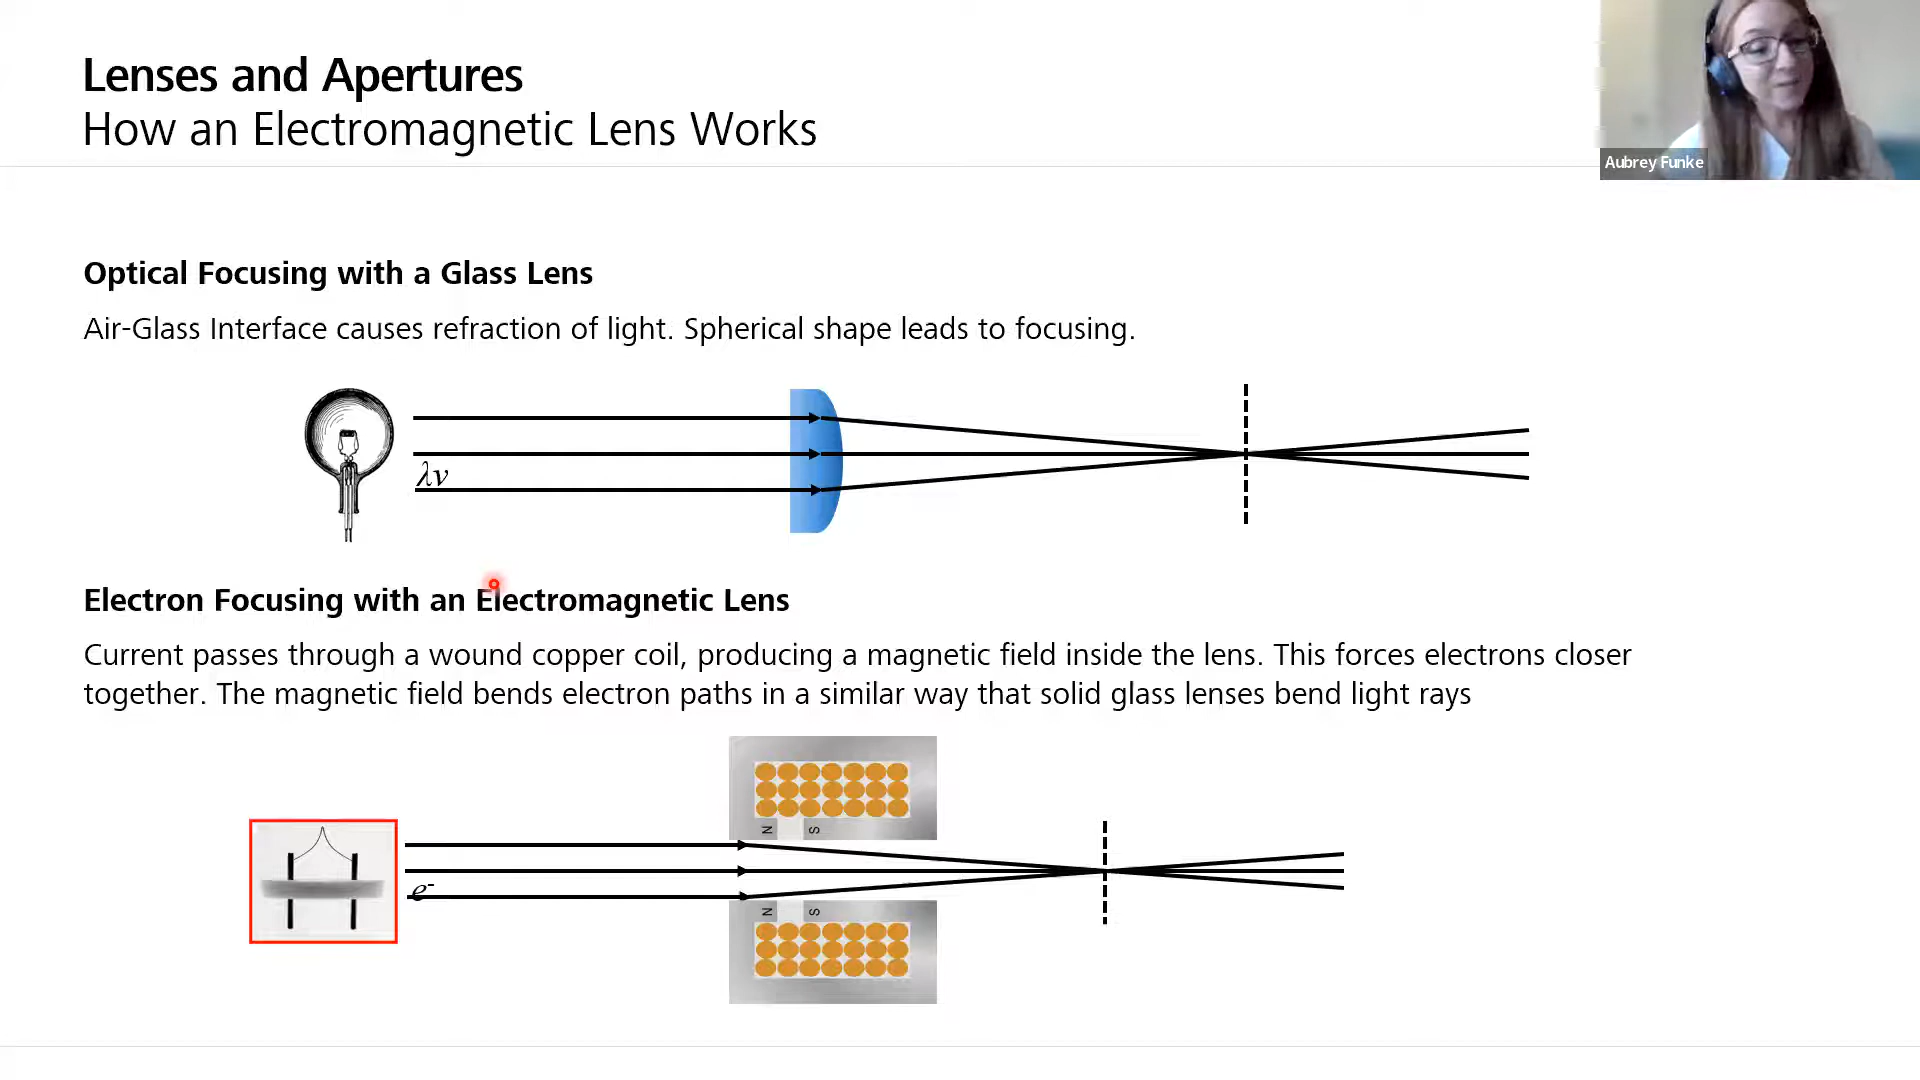 Lenses and Apertures
How an Electromagnetic Lens Works
Aubrey Funke
Optical Focusing with a Glass Lens
Air-Glass Interface causes refraction of light. Spherical shape leads to focusing.
λν
Electron Focusing with an Electromagnetic Lens
Current passes through a wound copper coil, producing a magnetic field inside the lens. This forces electrons closer
together. The magnetic field bends electron paths in a similar way that solid glass lenses bend light rays
N S
e-
N S